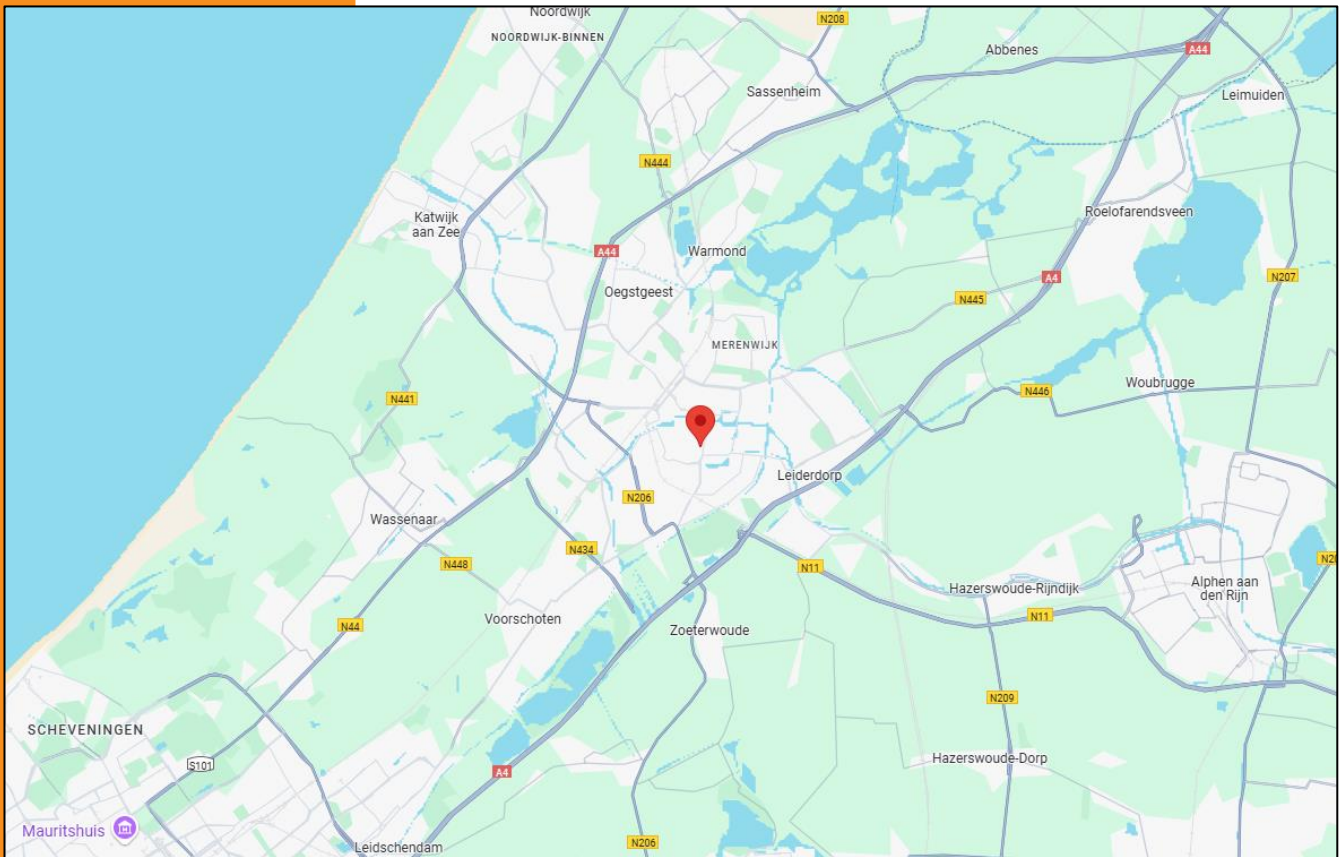 Noordwijk
NOORDWIJK-BINNEN
N208
Abbenes
A44
Sassenheim
Leimuiden
N444
Katwijk
aan Zee
Roelofarendsveen
A44
Warmond
Oegstgeest
A4
N207
N445
MERENWIJK
N441
N446
Woubrugge
Leiderdorp
N206
Wassenaar
N434
N448
N11
N20
Hazerswoude-Rijndijk
Alphen aan
den Rijn
N44
Voorschoten
Zoeterwoude
N11
N209
SCHEVENINGEN
S101
A4
Hazerswoude-Dorp
Mauritshuis
Leidschendam
N206